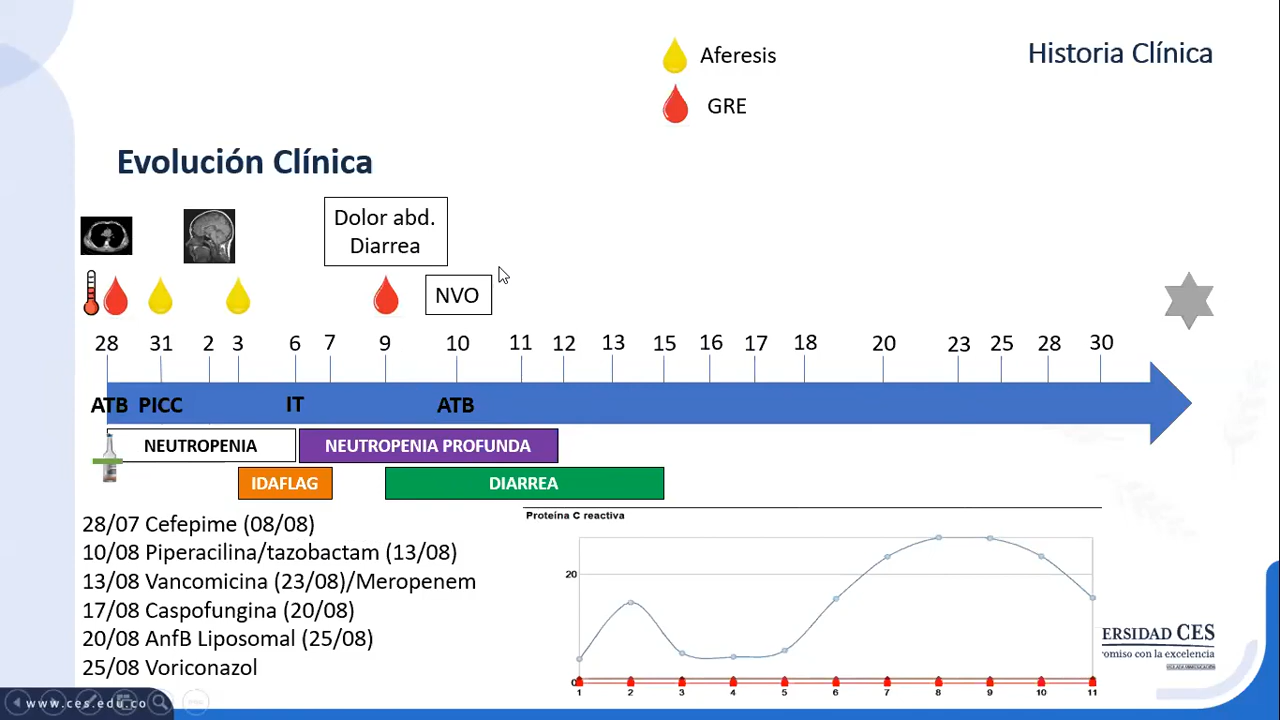 Aferesis
Historia Clínica
GRE
Evolución Clínica
Dolor abd.
Diarrea
NVO
28 31 2 3 6 7 9 10 11 12 13 15 16 17 18 20 23 25 28 30
ATB PICC IT ATB
NEUTROPENIA NEUTROPENIA PROFUNDA
IDAFLAG DIARREA
28/07 Cefepime (08/08)
10/08 Piperacilina/tazobactam (13/08)
13/08 Vancomicina (23/08)/Meropenem
17/08 Caspofungina (20/08)
20/08 AnfB Liposomal (25/08)
25/08 Voriconazol
Proteína C reactiva
20
0
1 2 3 4 5 6 7 8 9 10 11
ERSIDAD CES
romiso con la excelencia
www.ces.edu.co